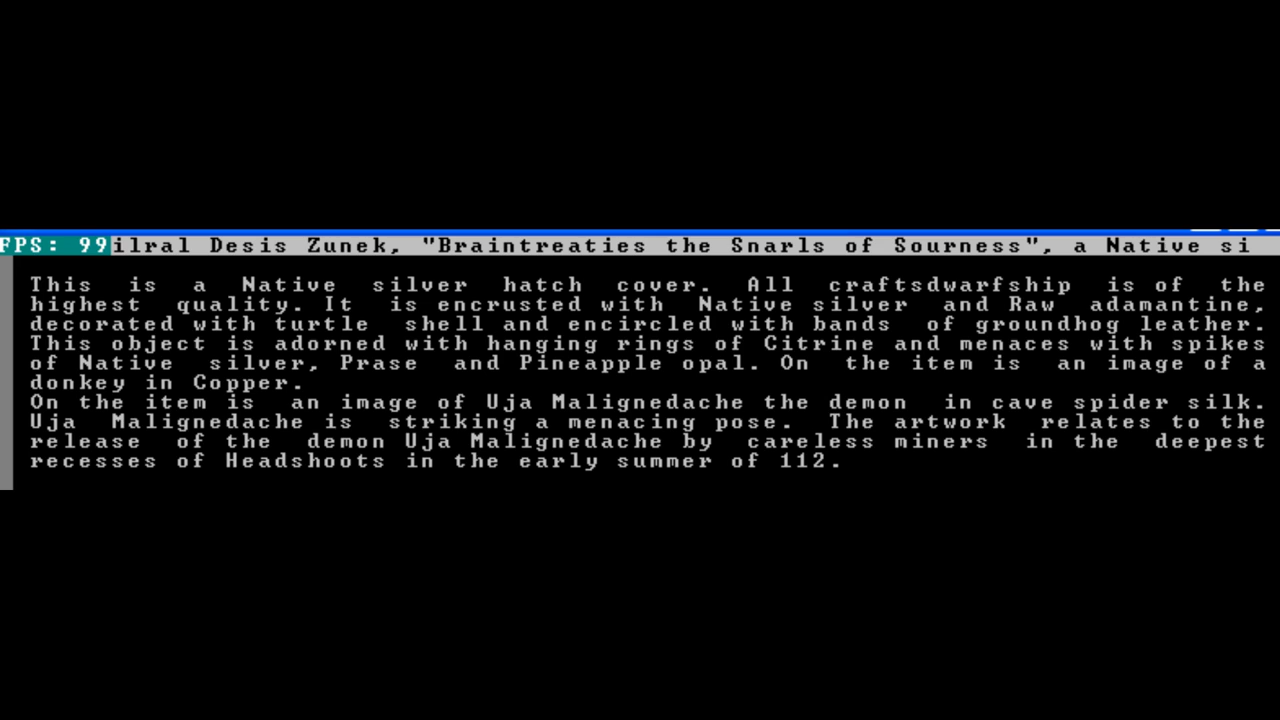 FPS: 99ilral Desis Zunek, "Braintreaties the Snarls of Sourness", a Native si
This is a Native silver hatch cover. All craftsdwarfship is of the
highest quality. It is encrusted with Native silver and Raw adamantine,
decorated with turtle shell and encircled with bands of groundhog leather.
This object is adorned with hanging rings of Citrine and menaces with spikes
of Native silver, Prase and Pineapple opal. On the item is an image of a
donkey in Copper.
On the item is an image of Uja Malignedache the demon in cave spider silk.
Uja Malignedache is striking a menacing pose. The artwork relates to the
release of the demon Uja Malignedache by careless miners in the deepest
recesses of Headshoots in the early summer of 112.